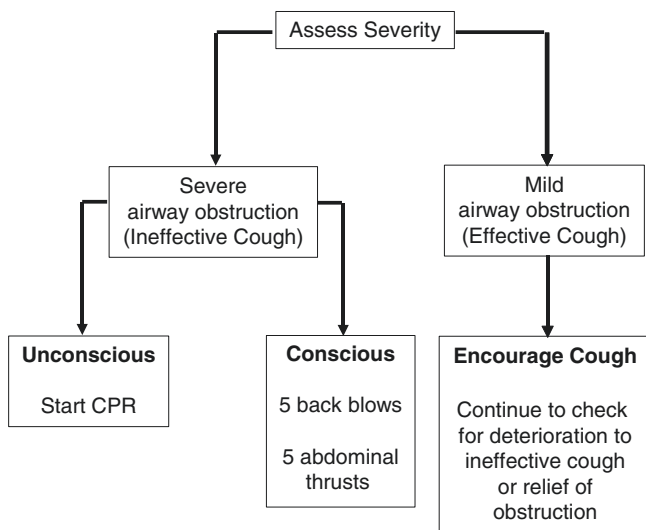 Assess Severity
Severe
airway obstruction
(Ineffective Cough)
Mild
airway obstruction
(Effective Cough)
Unconscious
Start CPR
Conscious
5 back blows
5 abdominal
thrusts
Encourage Cough
Continue to check
for deterioration to
ineffective cough
or relief of
obstruction